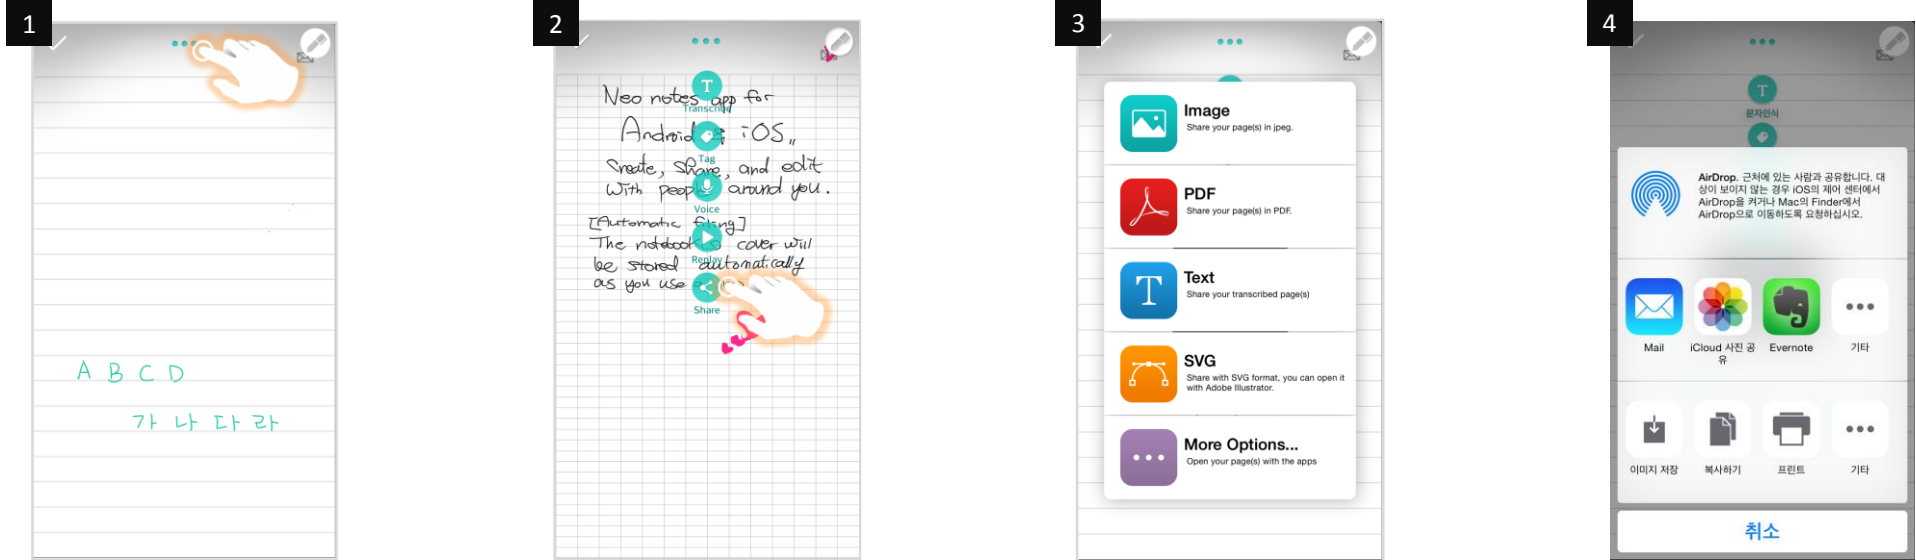 1
A B C D
가 나 다 라
2
T
Transcribe
Tag
Voice
Replay
Share
Neo notes app for
Android & iOS,,
Create, Share, and edit
with people around you.
[Automatic filing]
The notebook's cover will
be stored automatically
as you use
3
Image
Share your page(s) in jpeg.
PDF
Share your page(s) in PDF.
T
Text
Share your transcribed page(s)
SVG
Share with SVG format, you can open it
with Adobe Illustrator.
More Options...
Open your page(s) with the apps
4
T
문자인식
AirDrop. 근처에 있는 사람과 공유합니다. 대
상이 보이지 않는 경우 iOS의 제어 센터에서
AirDrop을 켜거나 Mac의 Finder에서
AirDrop으로 이동하도록 요청하십시오.
Mail
iCloud 사진 공
유
Evernote
기타
이미지 저장
복사하기
프린트
기타
취소